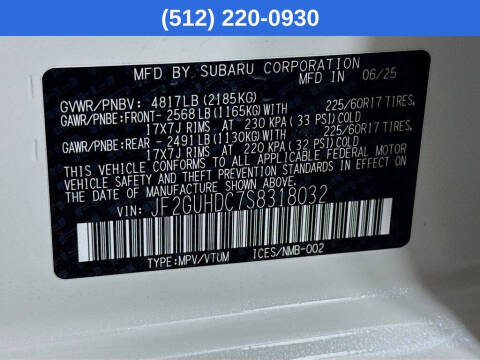 (512) 220-0930
MFD BY SUBARU CORPORATION
IN JAPAN 06/25
GVWR/PNBV: 4817LB (2185KG)
GAWR/PNBE:FRONT- 2568LB (1165KG)WITH 225/60R17 TIRES,
17X7J RIMS AT 230 KPA (33 PSI)COLD
GAWR/PNBE:REAR - 2491LB (1130KG)WITH 225/60R17 TIRES,
17X7J RIMS AT 220 KPA (32 PSI)COLD
THIS VEHICLE CONFORMS TO ALL APPLICABLE FEDERAL MOTOR
VEHICLE SAFETY AND THEFT PREVENTION STANDARDS IN EFFECT ON
THE DATE OF MANUFACTURE SHOWN ABOVE.
VIN: JF2GUHDC7S8318032
TYPE:MPV/VTUM ICES/NMB-002